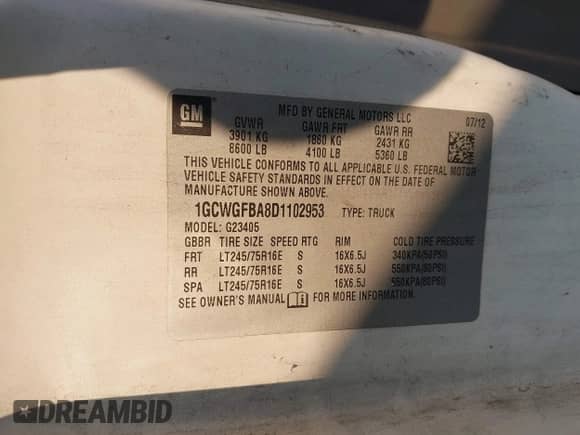 GM
MFD BY GENERAL MOTORS LLC 07/12
GVWR GAWR FRT GAWR RR
3901 KG 1860 KG 2431 KG
8600 LB 4100 LB 5360 LB
THIS VEHICLE CONFORMS TO ALL APPLICABLE U.S. FEDERAL MOTOR
VEHICLE SAFETY STANDARDS IN EFFECT ON THE DATE OF
MANUFACTURE SHOWN ABOVE.
1GCWGFBA8D1102953 TYPE: TRUCK
MODEL: G23405
GBBR TIRE SIZE SPEED RTG RIM COLD TIRE PRESSURE
FRT LT245/75R16E S 16X6.5J 340KPA(50PSI)
RR LT245/75R16E S 16X6.5J 550KPA(80PSI)
SPA LT245/75R16E S 16X6.5J 550KPA(80PSI)
SEE OWNER'S MANUAL FOR MORE INFORMATION.
DREAMBID